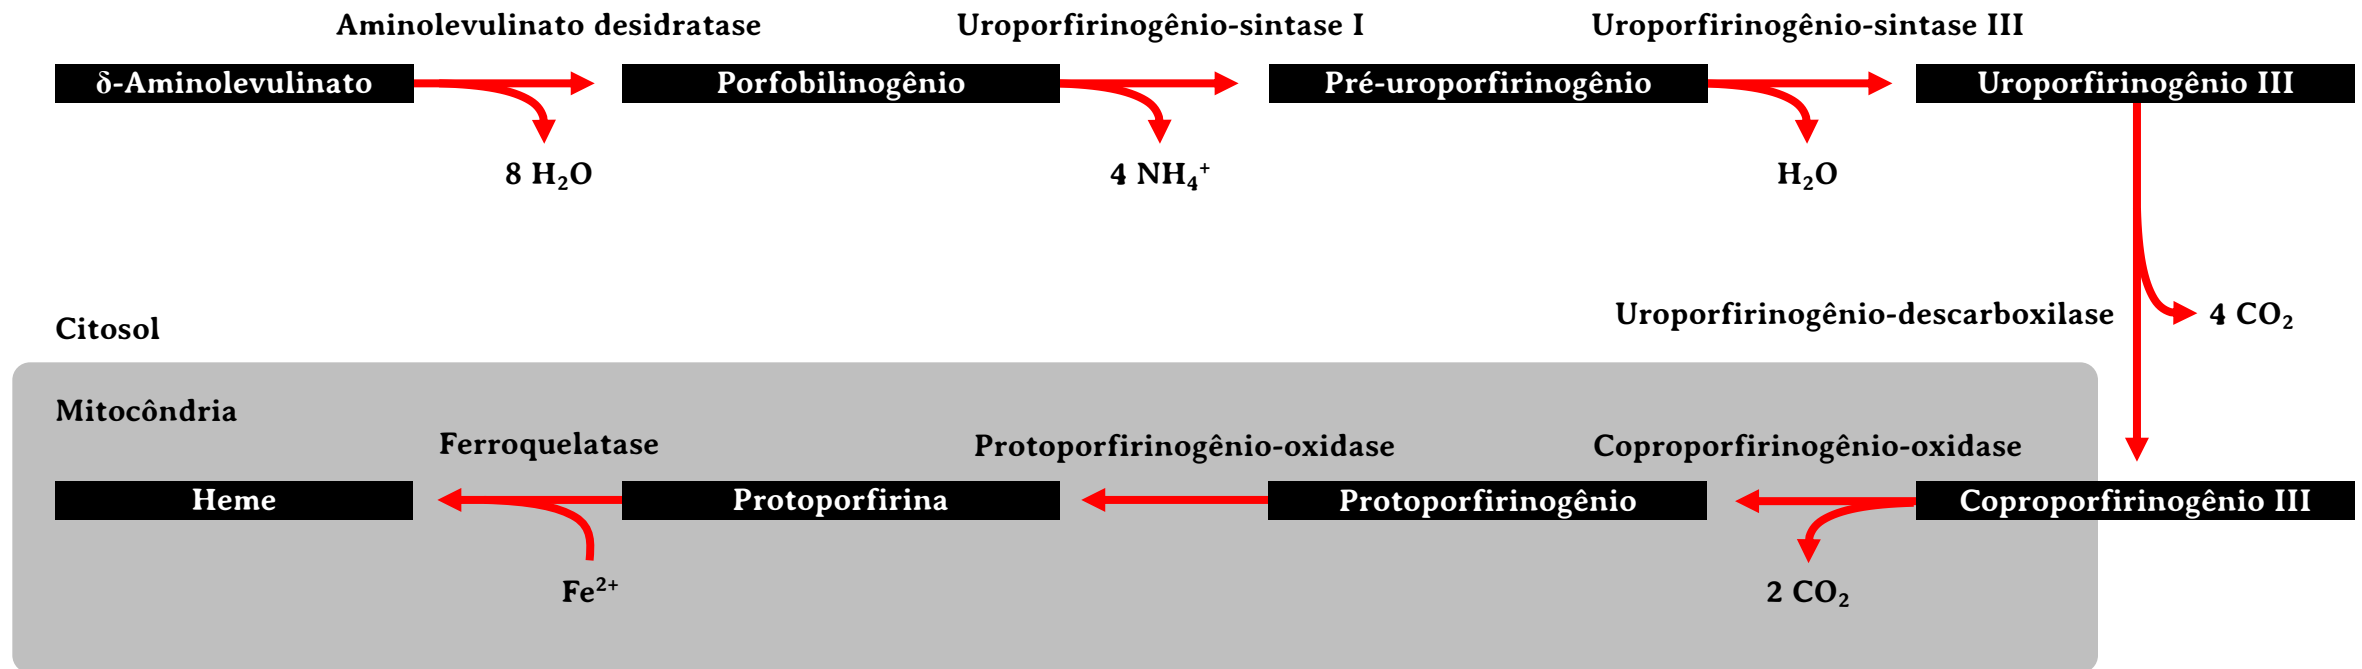 Aminolevulinato desidratase
Uroporfirinogênio-sintase I
Uroporfirinogênio-sintase III
δ-Aminolevulinato
Porfobilinogênio
Pré-uroporfirinogênio
Uroporfirinogênio III
8 H₂O
4 NH₄⁺
H₂O
Uroporfirinogênio-descarboxilase
4 CO₂
Citosol
Mitocôndria
Ferroquelatase
Protoporfirinogênio-oxidase
Coproporfirinogênio-oxidase
Heme
Protoporfirina
Protoporfirinogênio
Coproporfirinogênio III
Fe²⁺
2 CO₂